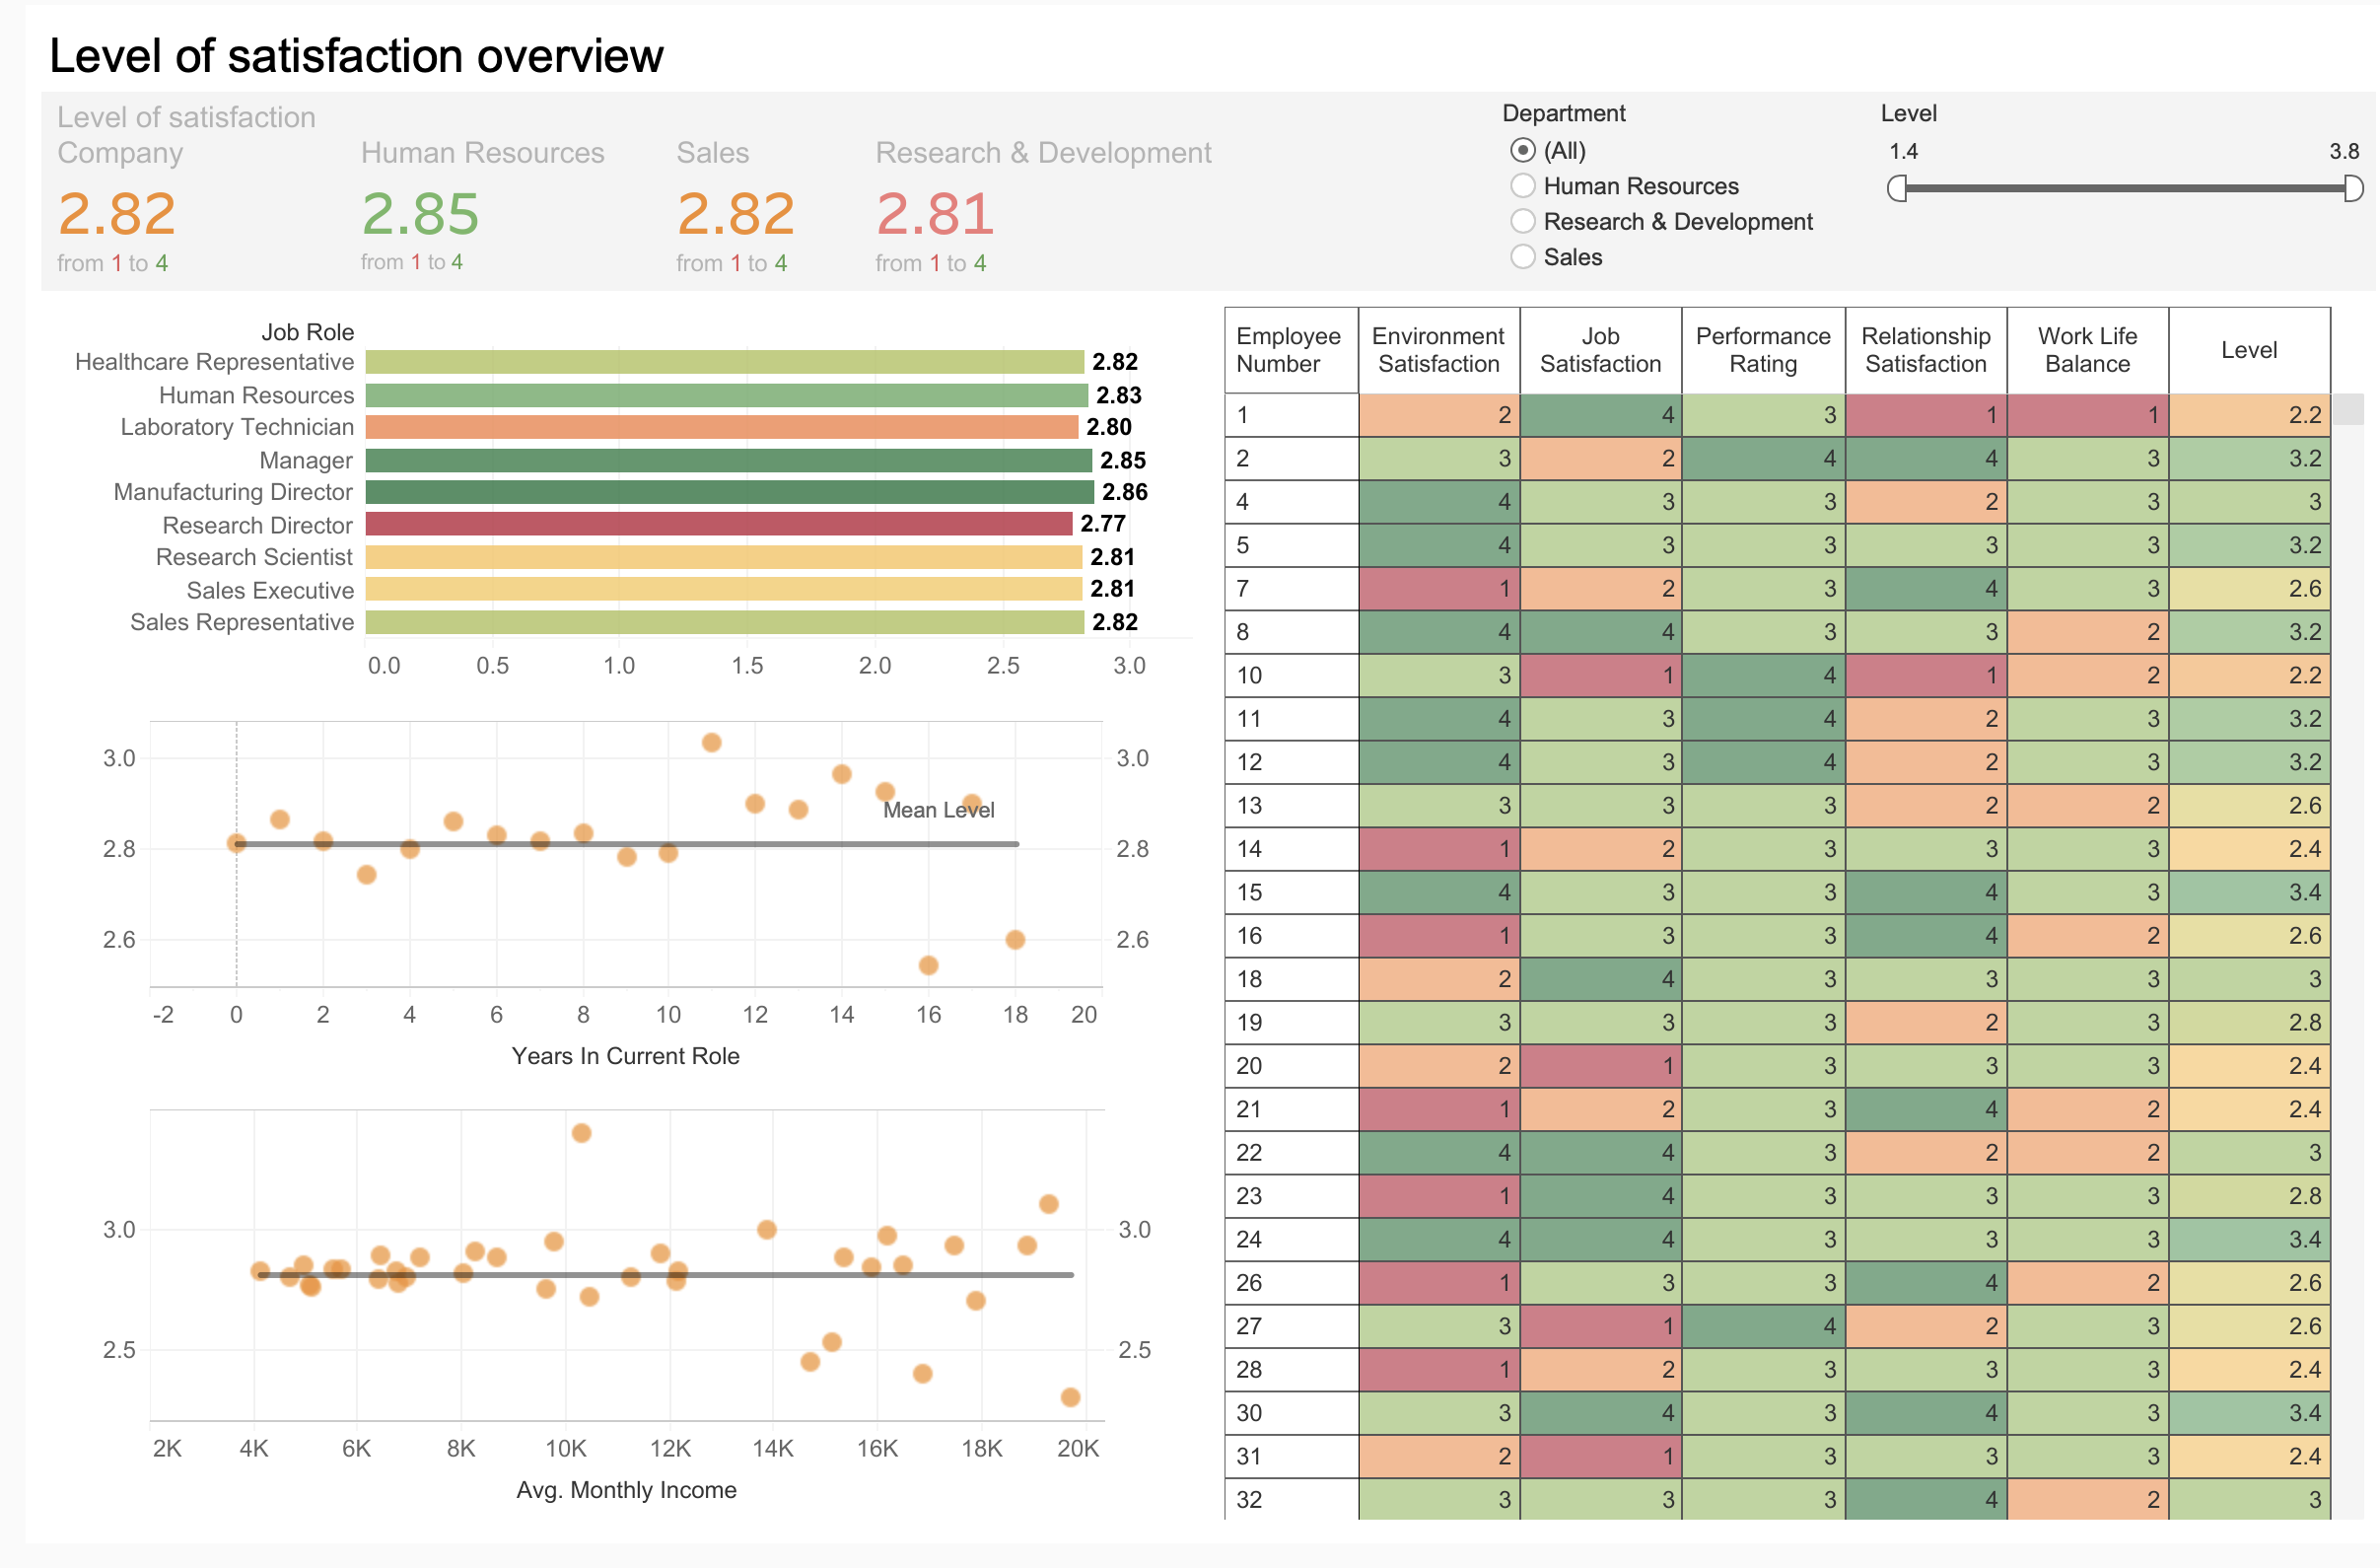 Level of satisfaction overview
Level of satisfaction
Company
Human Resources
Sales
Research & Development
2.82
2.85
2.82
2.81
from 1 to 4
from 1 to 4
from 1 to 4
from 1 to 4
Department
(All)
Human Resources
Research & Development
Sales
Level
1.4
3.8
Job Role
Healthcare Representative 2.82
Human Resources 2.83
Laboratory Technician 2.80
Manager 2.85
Manufacturing Director 2.86
Research Director 2.77
Research Scientist 2.81
Sales Executive 2.81
Sales Representative 2.82
0.0 0.5 1.0 1.5 2.0 2.5 3.0
3.0 3.0
Mean Level
2.8 2.8
2.6 2.6
-2 0 2 4 6 8 10 12 14 16 18 20
Years In Current Role
3.0 3.0
2.5 2.5
2K 4K 6K 8K 10K 12K 14K 16K 18K 20K
Avg. Monthly Income
Employee Number Environment Satisfaction Job Satisfaction Performance Rating Relationship Satisfaction Work Life Balance Level
1 2 4 3 1 1 2.2
2 3 2 4 4 3 3.2
4 4 3 3 2 3 3
5 4 3 3 3 3 3.2
7 1 2 3 4 3 2.6
8 4 4 3 3 2 3.2
10 3 1 4 1 2 2.2
11 4 3 4 2 3 3.2
12 4 3 4 2 3 3.2
13 3 3 3 2 2 2.6
14 1 2 3 3 3 2.4
15 4 3 3 4 3 3.4
16 1 3 3 4 2 2.6
18 2 4 3 3 3 3
19 3 3 3 2 3 2.8
20 2 1 3 3 3 2.4
21 1 2 3 4 2 2.4
22 4 4 3 2 2 3
23 1 4 3 3 3 2.8
24 4 4 3 3 3 3.4
26 1 3 3 4 2 2.6
27 3 1 4 2 3 2.6
28 1 2 3 3 3 2.4
30 3 4 3 4 3 3.4
31 2 1 3 3 3 2.4
32 3 3 3 4 2 3